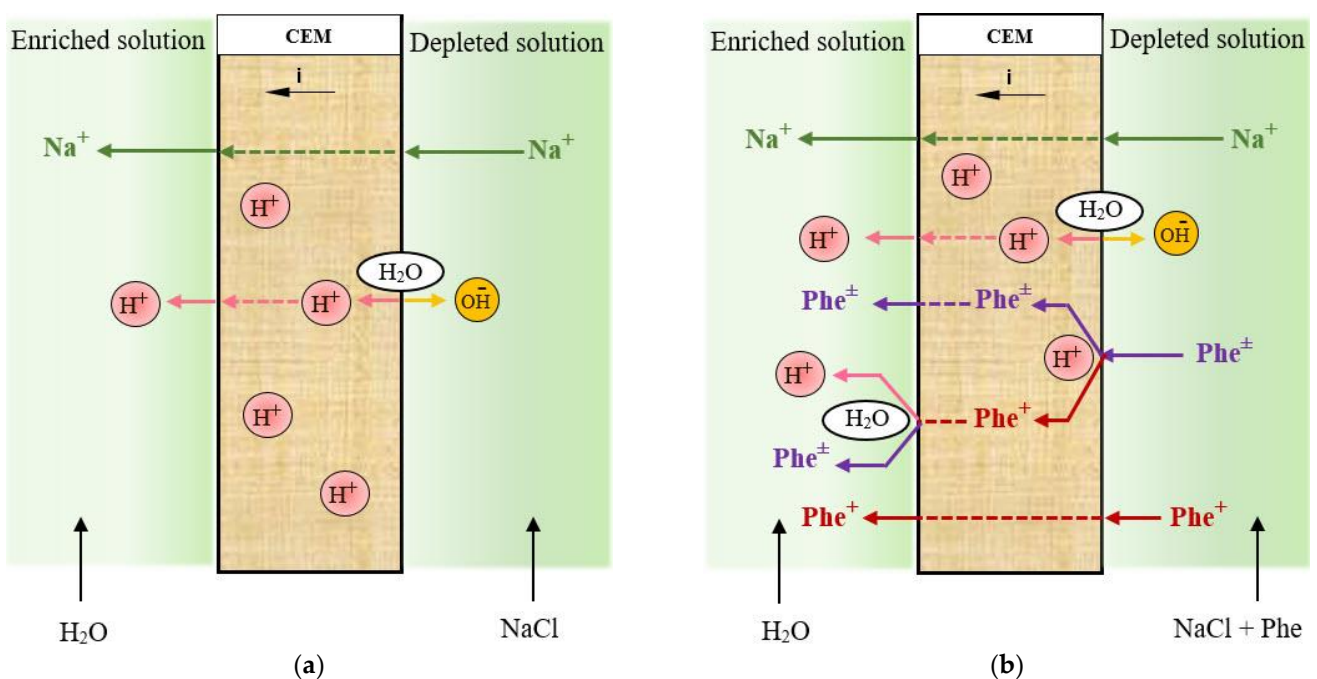 Enriched solution
CEM
Depleted solution
i
Na⁺
Na⁺
H⁺
H₂O
H⁺
H⁺
OH̄
H⁺
H⁺
H₂O
NaCl
(a)
Enriched solution
CEM
Depleted solution
i
Na⁺
Na⁺
H⁺
H₂O
H⁺
H⁺
OH̄
Phe±
Phe±
H⁺
Phe±
H⁺
H₂O
Phe⁺
Phe±
Phe⁺
Phe⁺
H₂O
NaCl + Phe
(b)